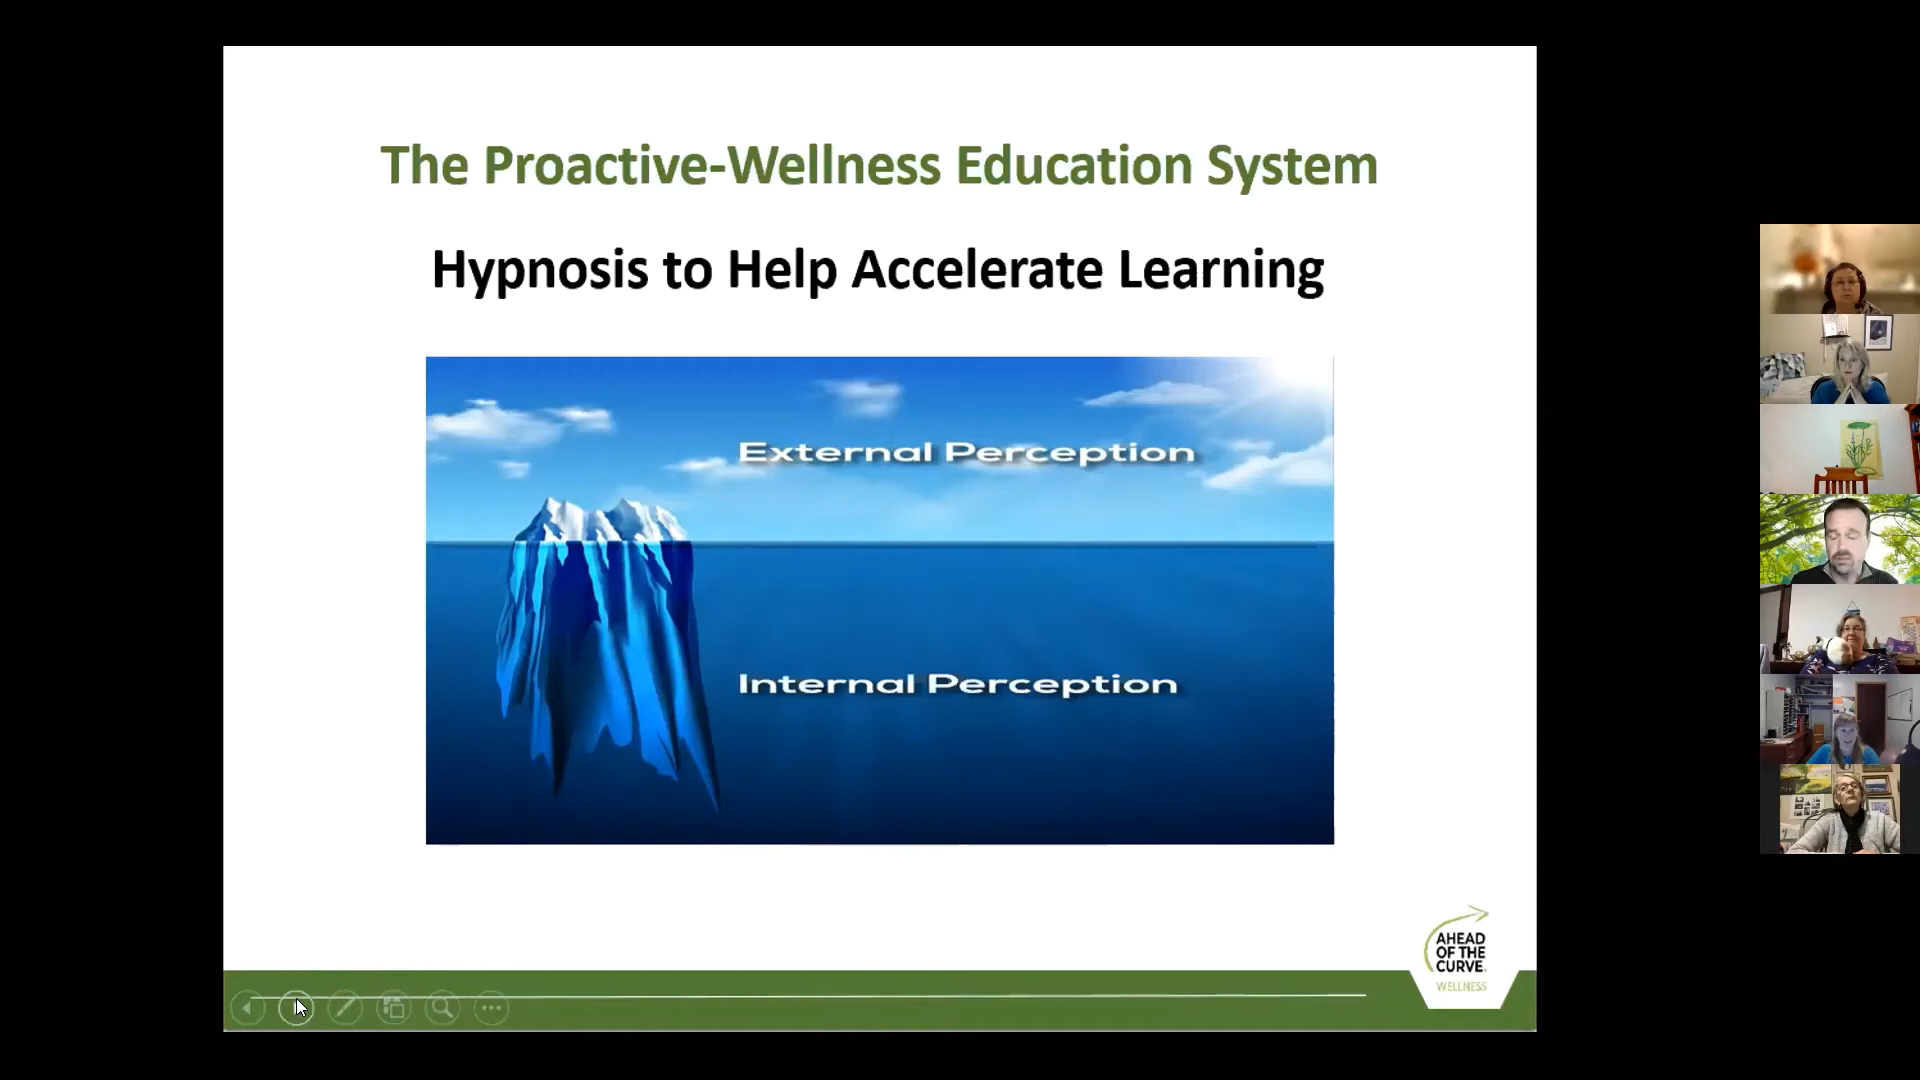 The Proactive-Wellness Education System
Hypnosis to Help Accelerate Learning
External Perception
Internal Perception
AHEAD
OF THE
CURVE
WELLNESS